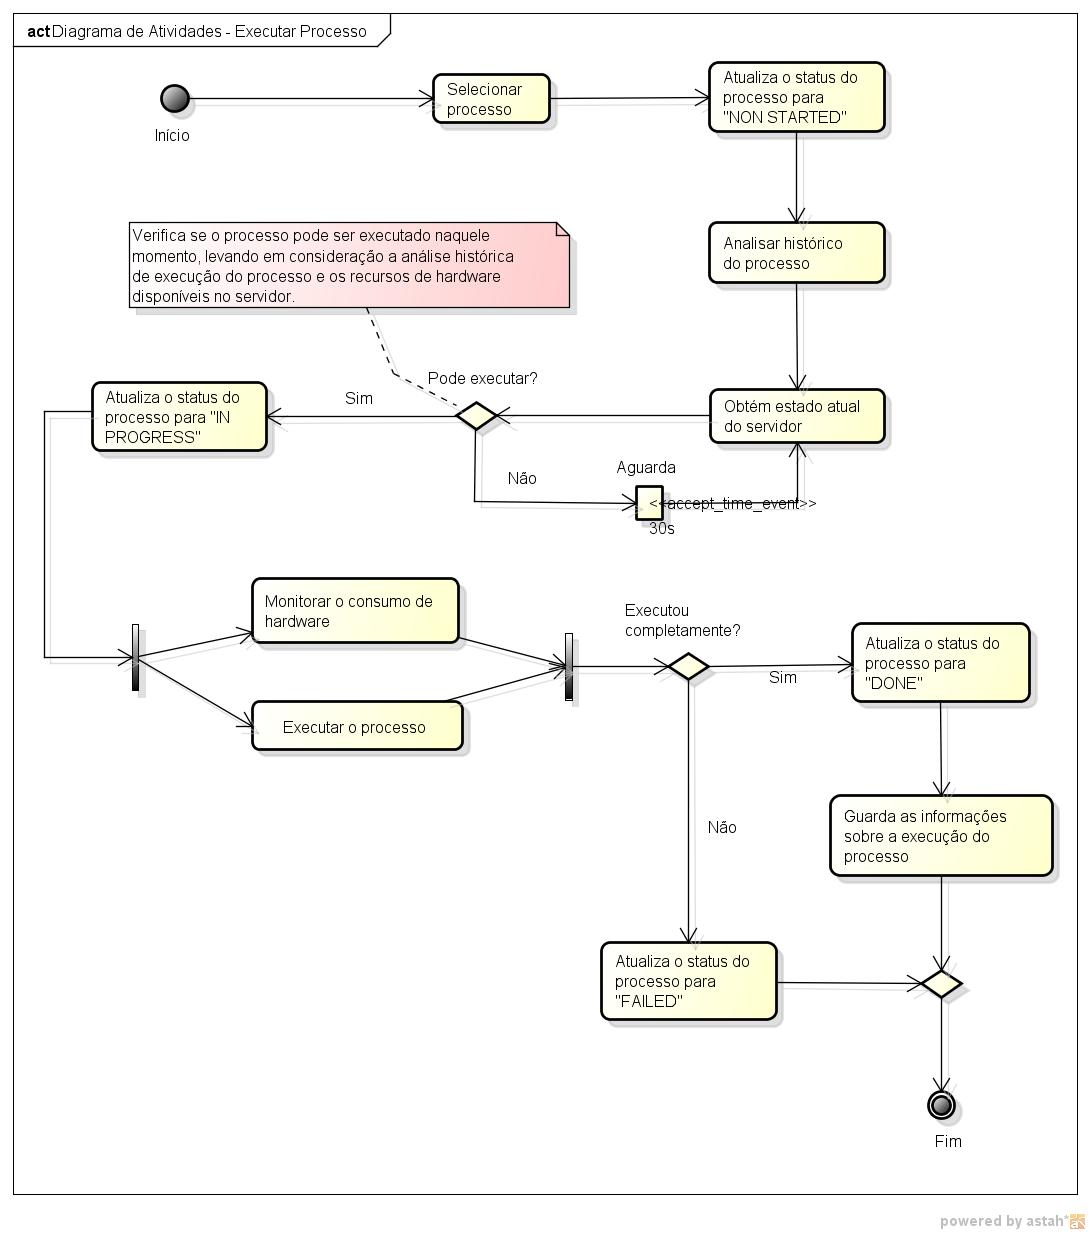 act Diagrama de Atividades - Executar Processo
Início
Selecionar
processo
Atualiza o status do
processo para
"NON STARTED"
Analisar histórico
do processo
Verifica se o processo pode ser executado naquele
momento, levando em consideração a análise histórica
de execução do processo e os recursos de hardware
disponíveis no servidor.
Obtém estado atual
do servidor
Pode executar?
Sim
Atualiza o status do
processo para "IN
PROGRESS"
Não
Aguarda
<<accept_time_event>>
30s
Monitorar o consumo de
hardware
Executar o processo
Executou
completamente?
Sim
Atualiza o status do
processo para
"DONE"
Guarda as informações
sobre a execução do
processo
Não
Atualiza o status do
processo para
"FAILED"
Fim
powered by astah*